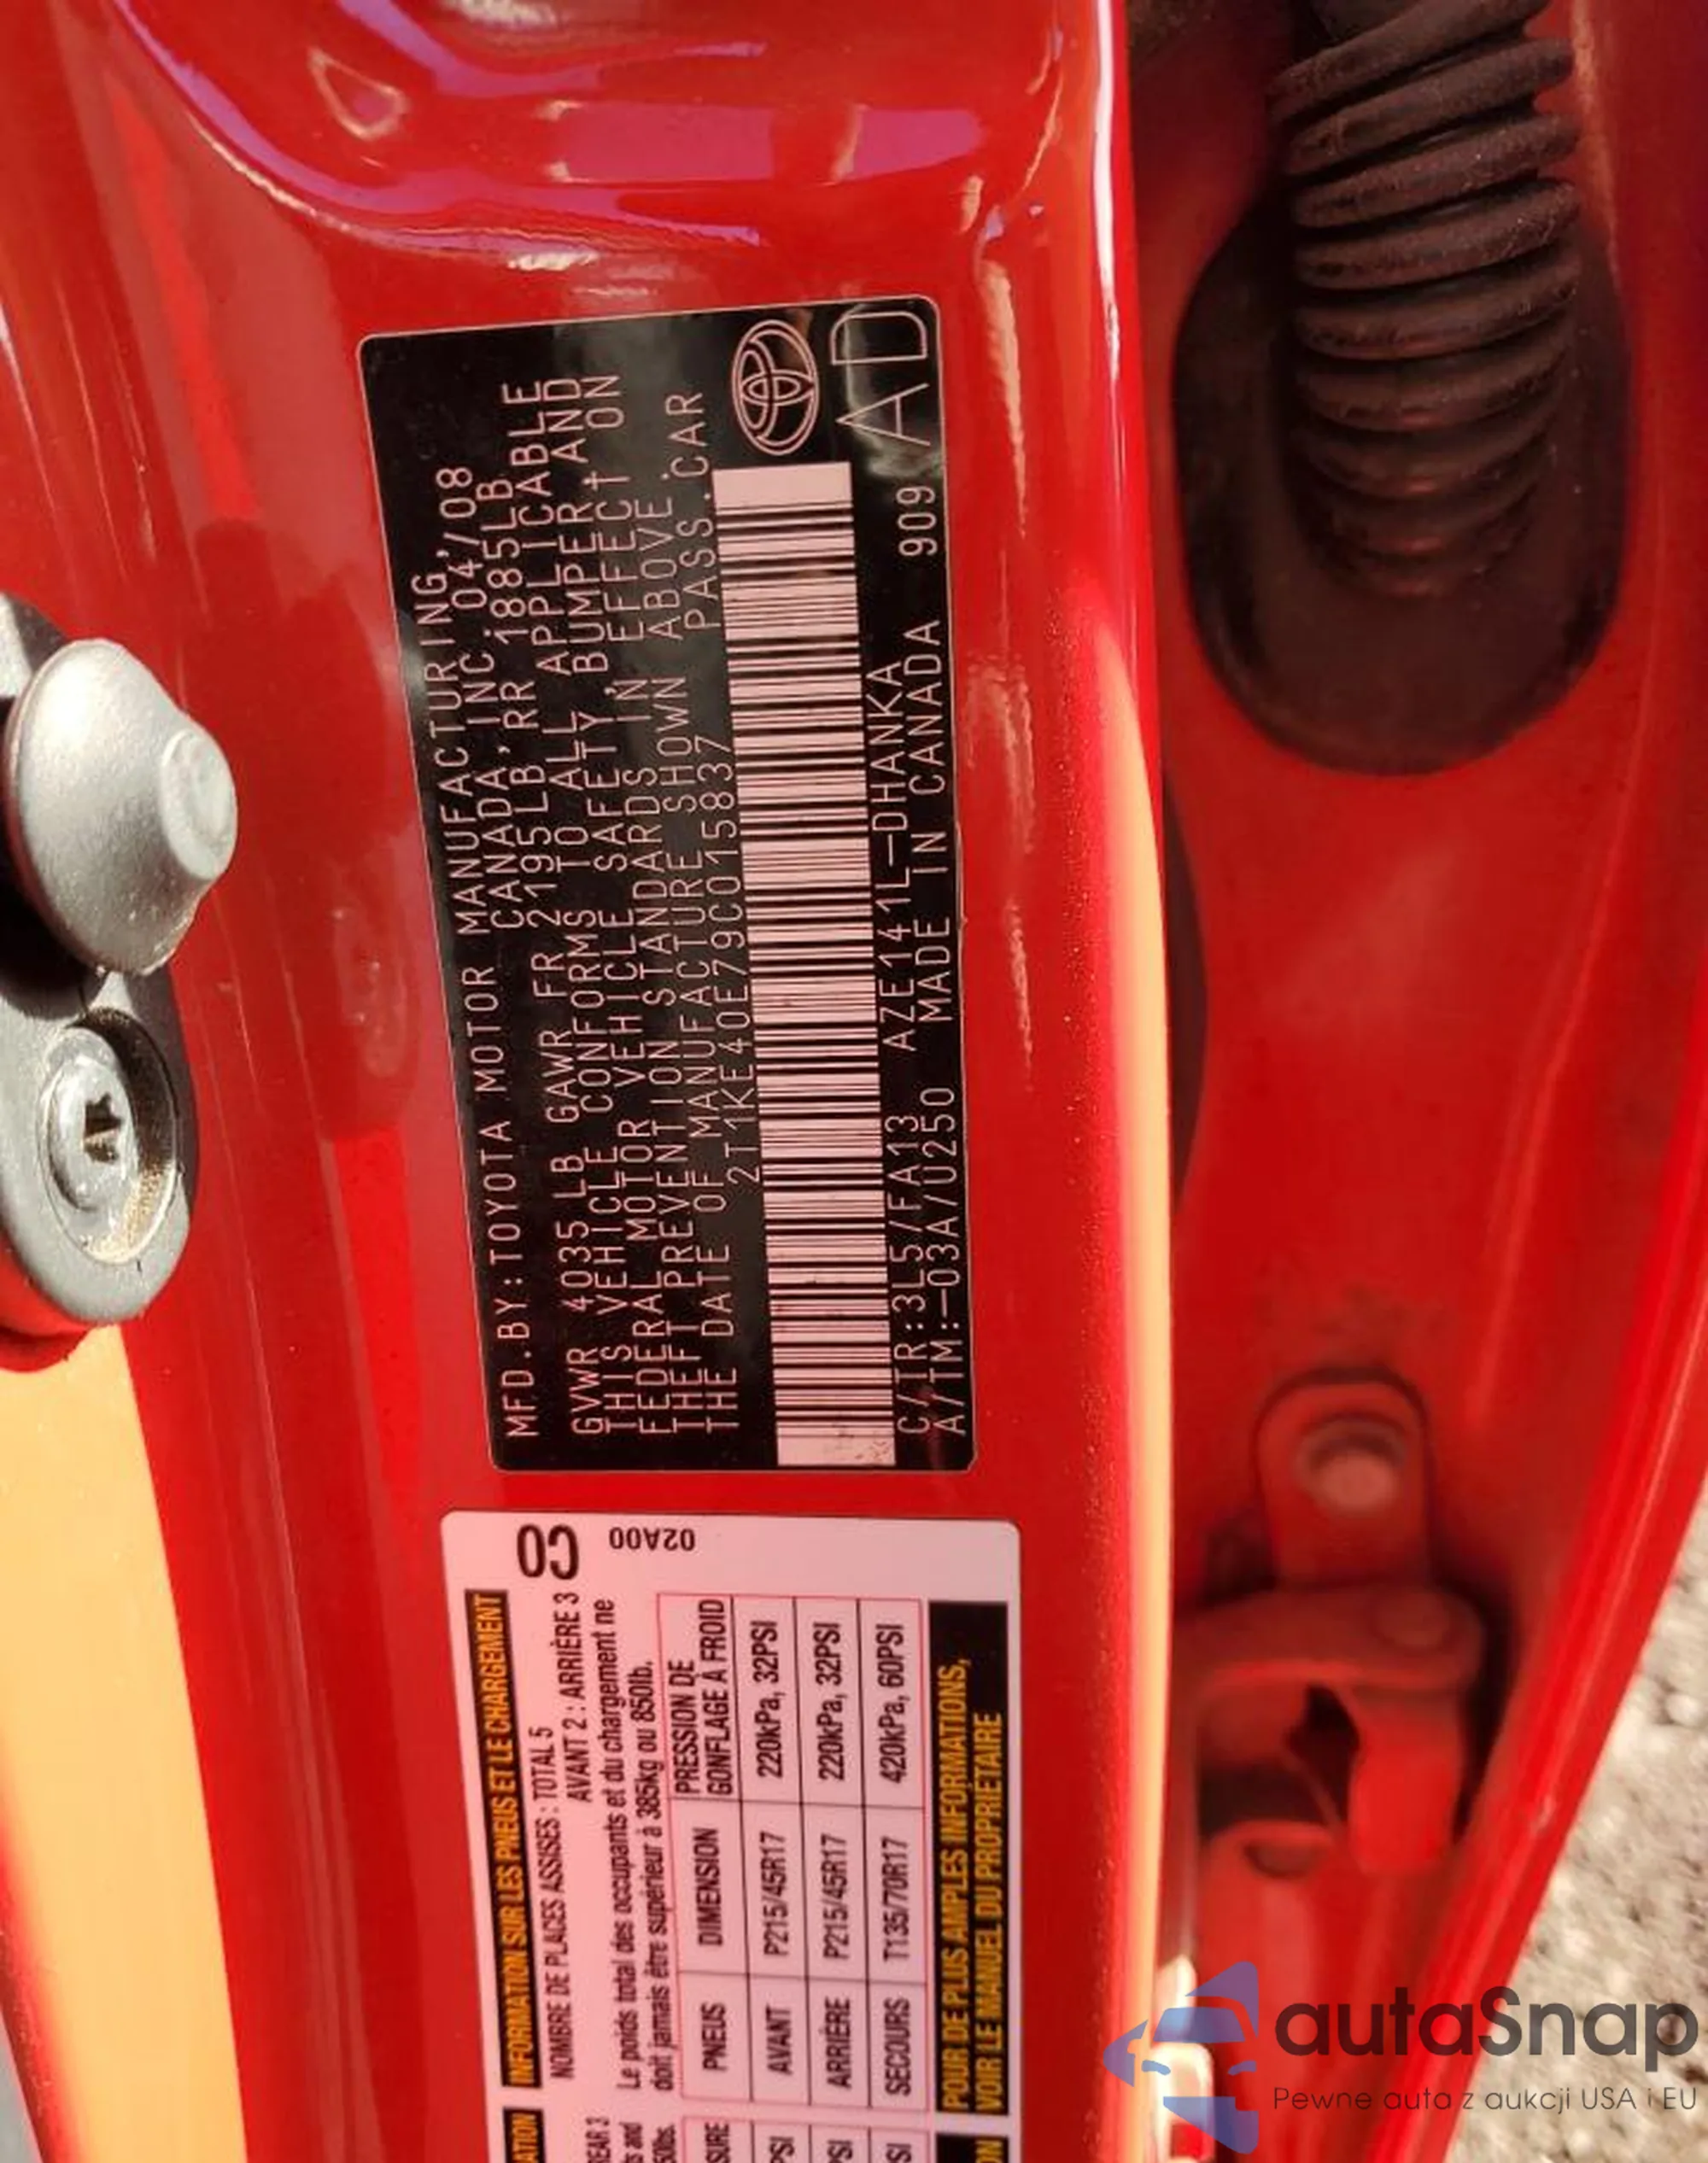 MFD.BY:TOYOTA MOTOR MANUFACTURING,
CANADA,INC. 04/08
GVWR 4035 LB GAWR FR 2195LB,RR 1885LB
THIS VEHICLE CONFORMS TO ALL APPLICABLE
FEDERAL MOTOR VEHICLE SAFETY, BUMPER, AND
THEFT PREVENTION STANDARDS IN EFFECT ON
THE DATE OF MANUFACTURE SHOWN ABOVE.
2T1KE40E79C015837 PASS.CAR
C/TR:3L5/FA13 AZE141L-DHANKA
A/TM:-03A/U250 MADE IN CANADA 909
AD
02A00
INFORMATION SUR LES PNEUS ET LE CHARGEMENT
NOMBRE DE PLACES ASSISES : TOTAL 5
AVANT 2 : ARRIÈRE 3
Le poids total des occupants et du chargement ne
doit jamais être supérieur à 385kg ou 850lb.
PNEUS DIMENSION PRESSION DE GONFLAGE À FROID
AVANT P215/45R17 220kPa, 32PSI
ARRIÈRE P215/45R17 220kPa, 32PSI
SECOURS T135/70R17 420kPa, 60PSI
POUR DE PLUS AMPLES INFORMATIONS,
VOIR LE MANUEL DU PROPRIÉTAIRE
autaSnap
Pewne auta z aukcji USA i EU